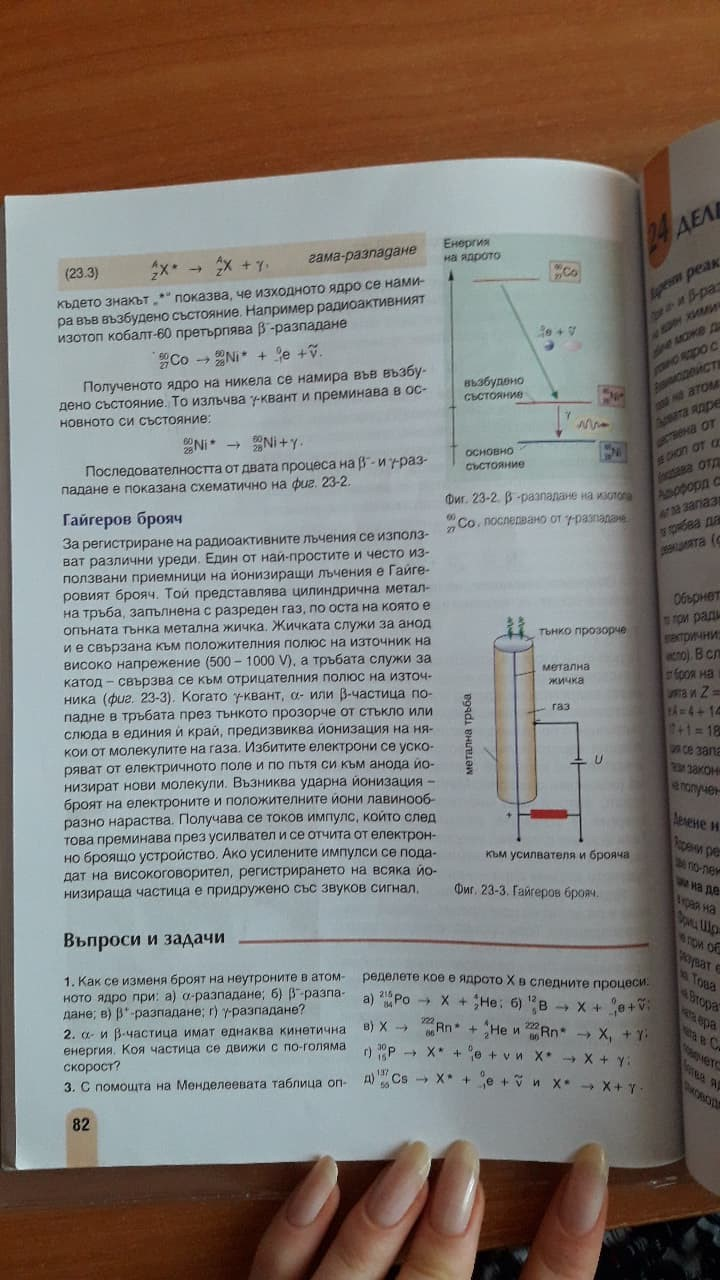 (23.3) ᴬ_Z X* → ᴬ_Z X + γ, гама-разпадане
където знакът „*“ показва, че изходното ядро се нами-
ра във възбудено състояние. Например радиоактивният
изотоп кобалт-60 претърпява β⁻-разпадане
⁶⁰₂₇Co → ⁶⁰₂₈Ni* + ⁰₋₁e + ṽ.
Полученото ядро на никела се намира във възбу-
дено състояние. То излъчва γ-квант и преминава в ос-
новното си състояние:
⁶⁰₂₈Ni* → ⁶⁰₂₈Ni + γ.
Последователността от двата процеса на β⁻- и γ-раз-
падане е показана схематично на фиг. 23-2.
Гайгеров брояч
За регистриране на радиоактивните лъчения се използ-
ват различни уреди. Един от най-простите и често из-
ползвани приемници на йонизиращи лъчения е Гайге-
ровият брояч. Той представлява цилиндрична метал-
на тръба, запълнена с разреден газ, по оста на която е
опъната тънка метална жичка. Жичката служи за анод
и е свързана към положителния полюс на източник на
високо напрежение (500 – 1000 V), а тръбата служи за
катод – свързва се към отрицателния полюс на източ-
ника (фиг. 23-3). Когато γ-квант, α- или β-частица по-
падне в тръбата през тънкото прозорче от стъкло или
слюда в единия ѝ край, предизвиква йонизация на ня-
кои от молекулите на газа. Избитите електрони се уско-
ряват от електричното поле и по пътя си към анода йо-
низират нови молекули. Възниква ударна йонизация –
броят на електроните и положителните йони лавинооб-
разно нараства. Получава се токов импулс, който след
това преминава през усилвател и се отчита от електрон-
но броящо устройство. Ако усилените импулси се пода-
дат на високоговорител, регистрирането на всяка йо-
низираща частица е придружено със звуков сигнал.
Енергия
на ядрото
⁶⁰₂₇Co
⁰₋₁e + ṽ
възбудено
състояние
⁶⁰₂₈Ni*
γ
основно
състояние
⁶⁰₂₈Ni
Фиг. 23-2. β⁻-разпадане на изотопа
⁶⁰₂₇Co, последвано от γ-разпадане.
тънко прозорче
метална
жичка
газ
метална тръба
U
+
към усилвателя и брояча
Фиг. 23-3. Гайгеров брояч.
Въпроси и задачи
1. Как се изменя броят на неутроните в атом-
ното ядро при: а) α-разпадане; б) β⁻-разпа-
дане; в) β⁺-разпадане; г) γ-разпадане?
2. α- и β-частица имат еднаква кинетична
енергия. Коя частица се движи с по-голяма
скорост?
3. С помощта на Менделеевата таблица оп-
ределете кое е ядрото X в следните процеси:
а) ²¹⁵₈₄Po → X + ⁴₂He; б) ¹²₅B → X + ⁰₋₁e + ṽ;
в) X → ²²²₈₆Rn* + ⁴₂He и ²²²₈₆Rn* → X₁ + γ;
г) ³⁰₁₅P → X* + ⁰₊₁e + ν и X* → X + γ;
д) ¹³⁷₅₅Cs → X* + ⁰₋₁e + ṽ и X* → X + γ.
82
24 ДЕЛ